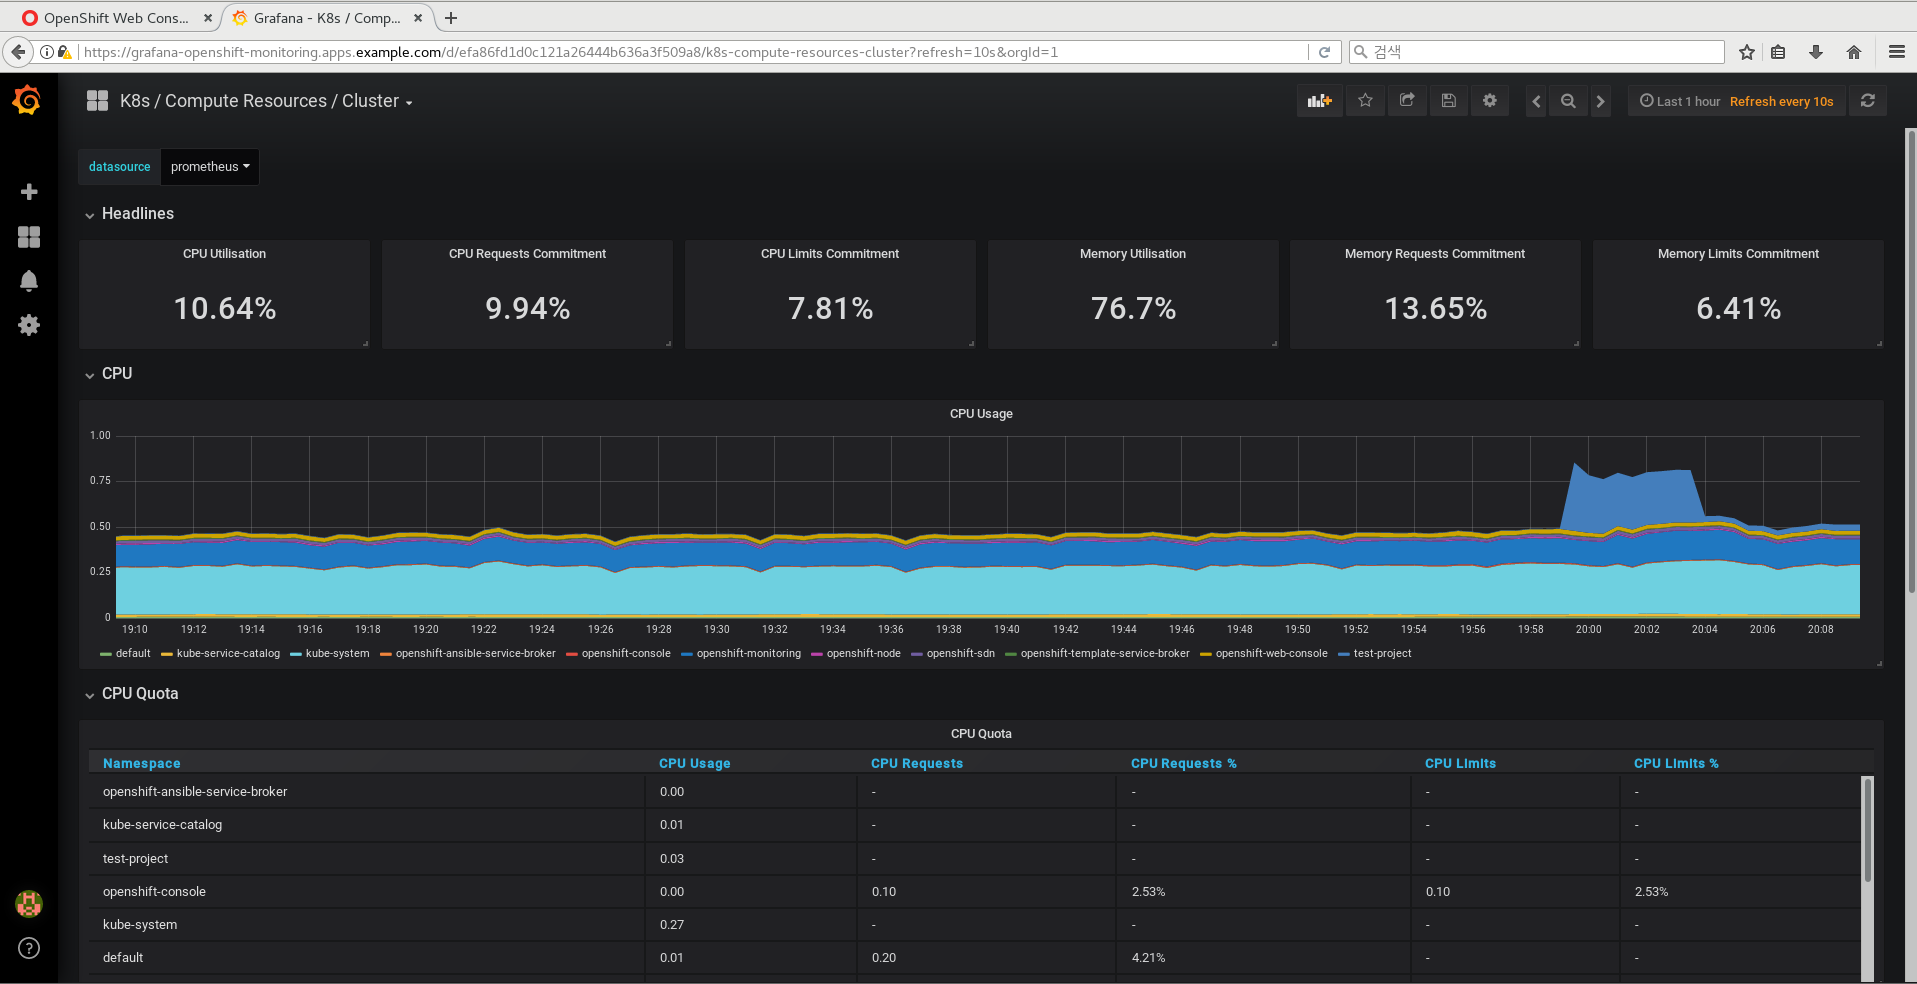 OpenShift Web Cons... × Grafana - K8s / Comp... × +
https://grafana-openshift-monitoring.apps.example.com/d/efa86fd1d0c121a26444b636a3f509a8/k8s-compute-resources-cluster?refresh=10s&orgId=1 검색
K8s / Compute Resources / Cluster Last 1 hour Refresh every 10s
datasource prometheus
Headlines
CPU Utilisation CPU Requests Commitment CPU Limits Commitment Memory Utilisation Memory Requests Commitment Memory Limits Commitment
10.64% 9.94% 7.81% 76.7% 13.65% 6.41%
CPU
CPU Usage
1.00
0.75
0.50
0.25
0
19:10 19:12 19:14 19:16 19:18 19:20 19:22 19:24 19:26 19:28 19:30 19:32 19:34 19:36 19:38 19:40 19:42 19:44 19:46 19:48 19:50 19:52 19:54 19:56 19:58 20:00 20:02 20:04 20:06 20:08
default kube-service-catalog kube-system openshift-ansible-service-broker openshift-console openshift-monitoring openshift-node openshift-sdn openshift-template-service-broker openshift-web-console test-project
CPU Quota
CPU Quota
Namespace CPU Usage CPU Requests CPU Requests % CPU Limits CPU Limits %
openshift-ansible-service-broker 0.00 - - - -
kube-service-catalog 0.01 - - - -
test-project 0.03 - - - -
openshift-console 0.00 0.10 2.53% 0.10 2.53%
kube-system 0.27 - - - -
default 0.01 0.20 4.21% - -